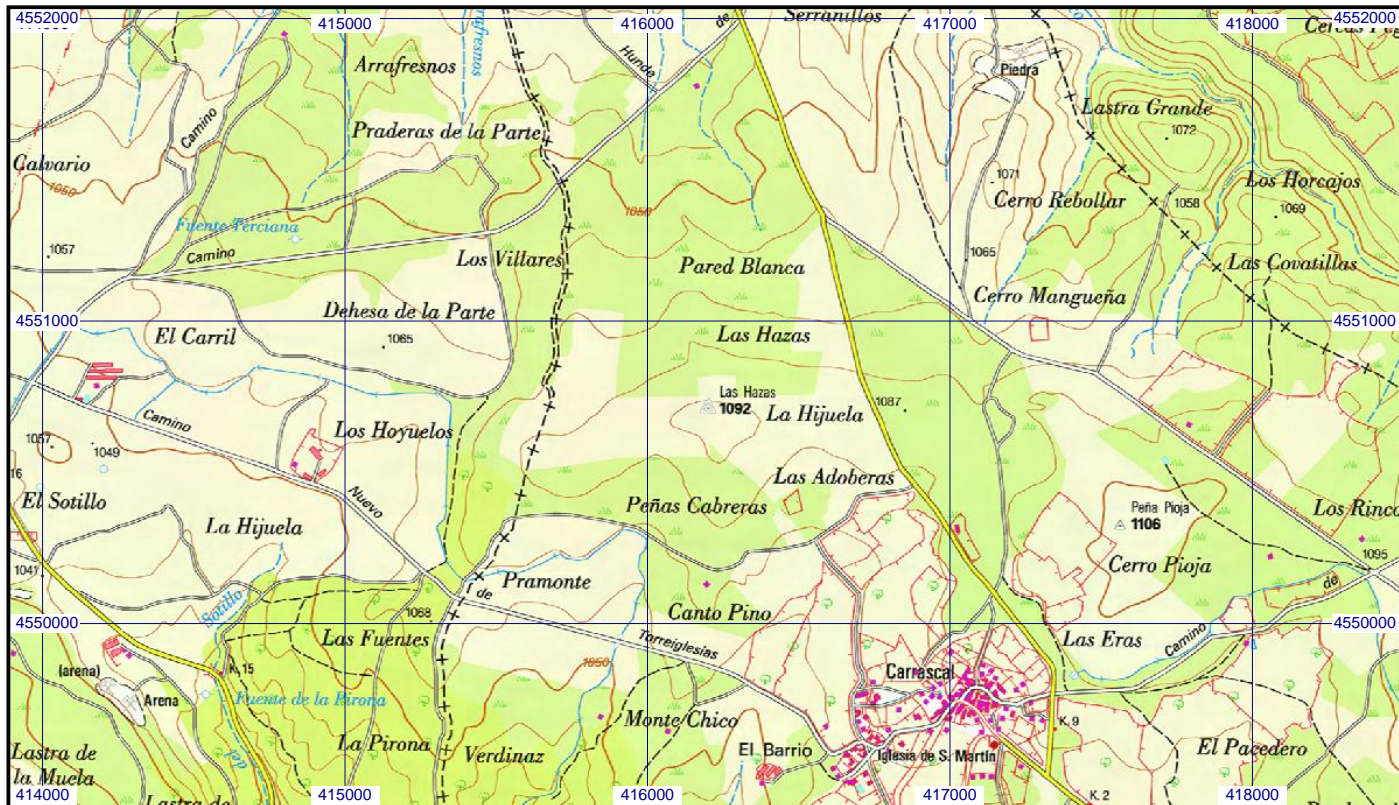 4552000
415000
416000
417000
418000
4552000
Serranillos
de
Arrafresnos
Hunde
Piedra
Camino
Lastra Grande
1072
Praderas de la Parte
Calvario
1050
1071
Cerro Rebollar
1058
Los Horcajos
1069
1050
Fuente Terciana
1057
Camino
Los Villares
Pared Blanca
1065
Las Covatillas
Cerro Mangueña
Dehesa de la Parte
4551000
4551000
El Carril
1065
Las Hazas
Las Hazas
1092
La Hijuela
1087
Camino
Los Hoyuelos
1057
1049
16
Las Adoberas
El Sotillo
Nuevo
Peñas Cabreras
Peña Pioja
1106
Los Rinco
La Hijuela
1095
1041
Pramonte
Cerro Pioja
de
de
Sotillo
1068
Canto Pino
4550000
4550000
Las Fuentes
Torreiglesias
Las Eras
Camino
(arena)
K. 15
1050
Carrascal
Arena
Fuente de la Pirona
Monte Chico
K. 9
La Pirona
Verdinaz
El Barrio
Iglesia de S. Martín
El Pacedero
Lastra de
la Muela
del
K. 2
414000
Lastra de
415000
416000
417000
418000